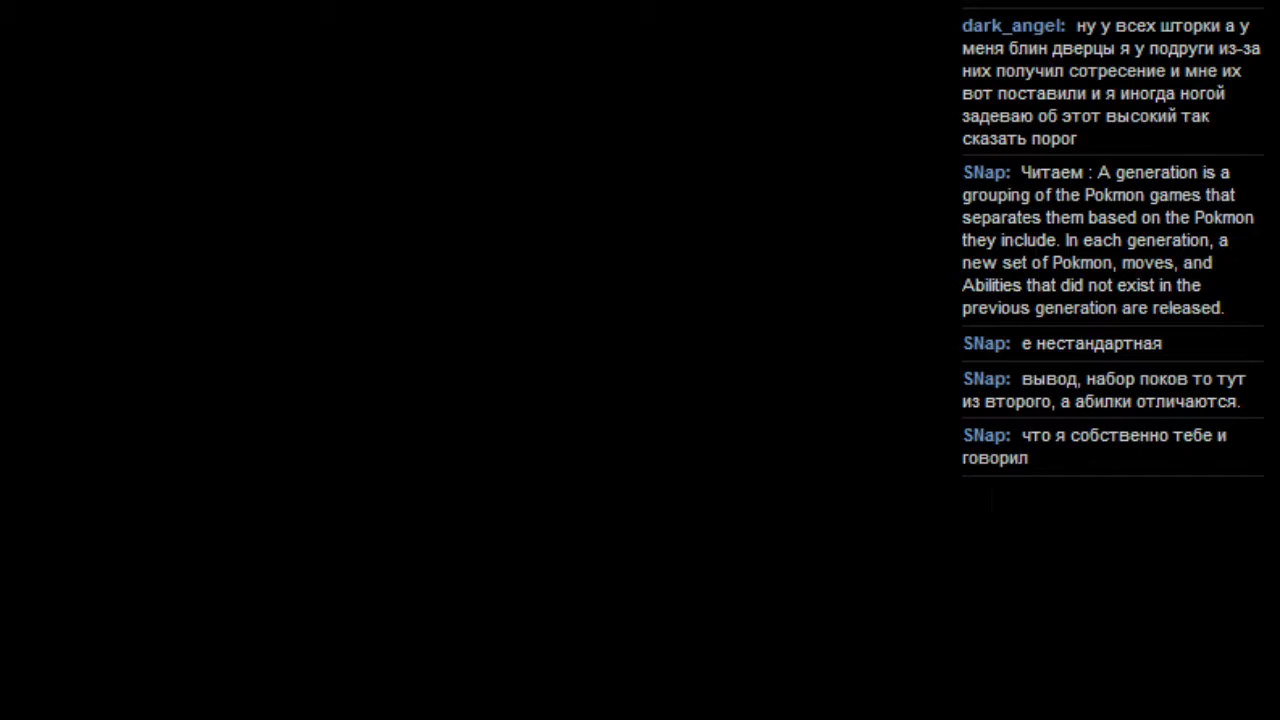 dark_angel: ну у всех шторки а у
меня блин дверцы я у подруги из-за
них получил сотресение и мне их
вот поставили и я иногда ногой
задеваю об этот высокий так
сказать порог
SNap: Читаем : A generation is a
grouping of the Pokmon games that
separates them based on the Pokmon
they include. In each generation, a
new set of Pokmon, moves, and
Abilities that did not exist in the
previous generation are released.
SNap: е нестандартная
SNap: вывод, набор поков то тут
из второго, а абилки отличаются.
SNap: что я собственно тебе и
говорил